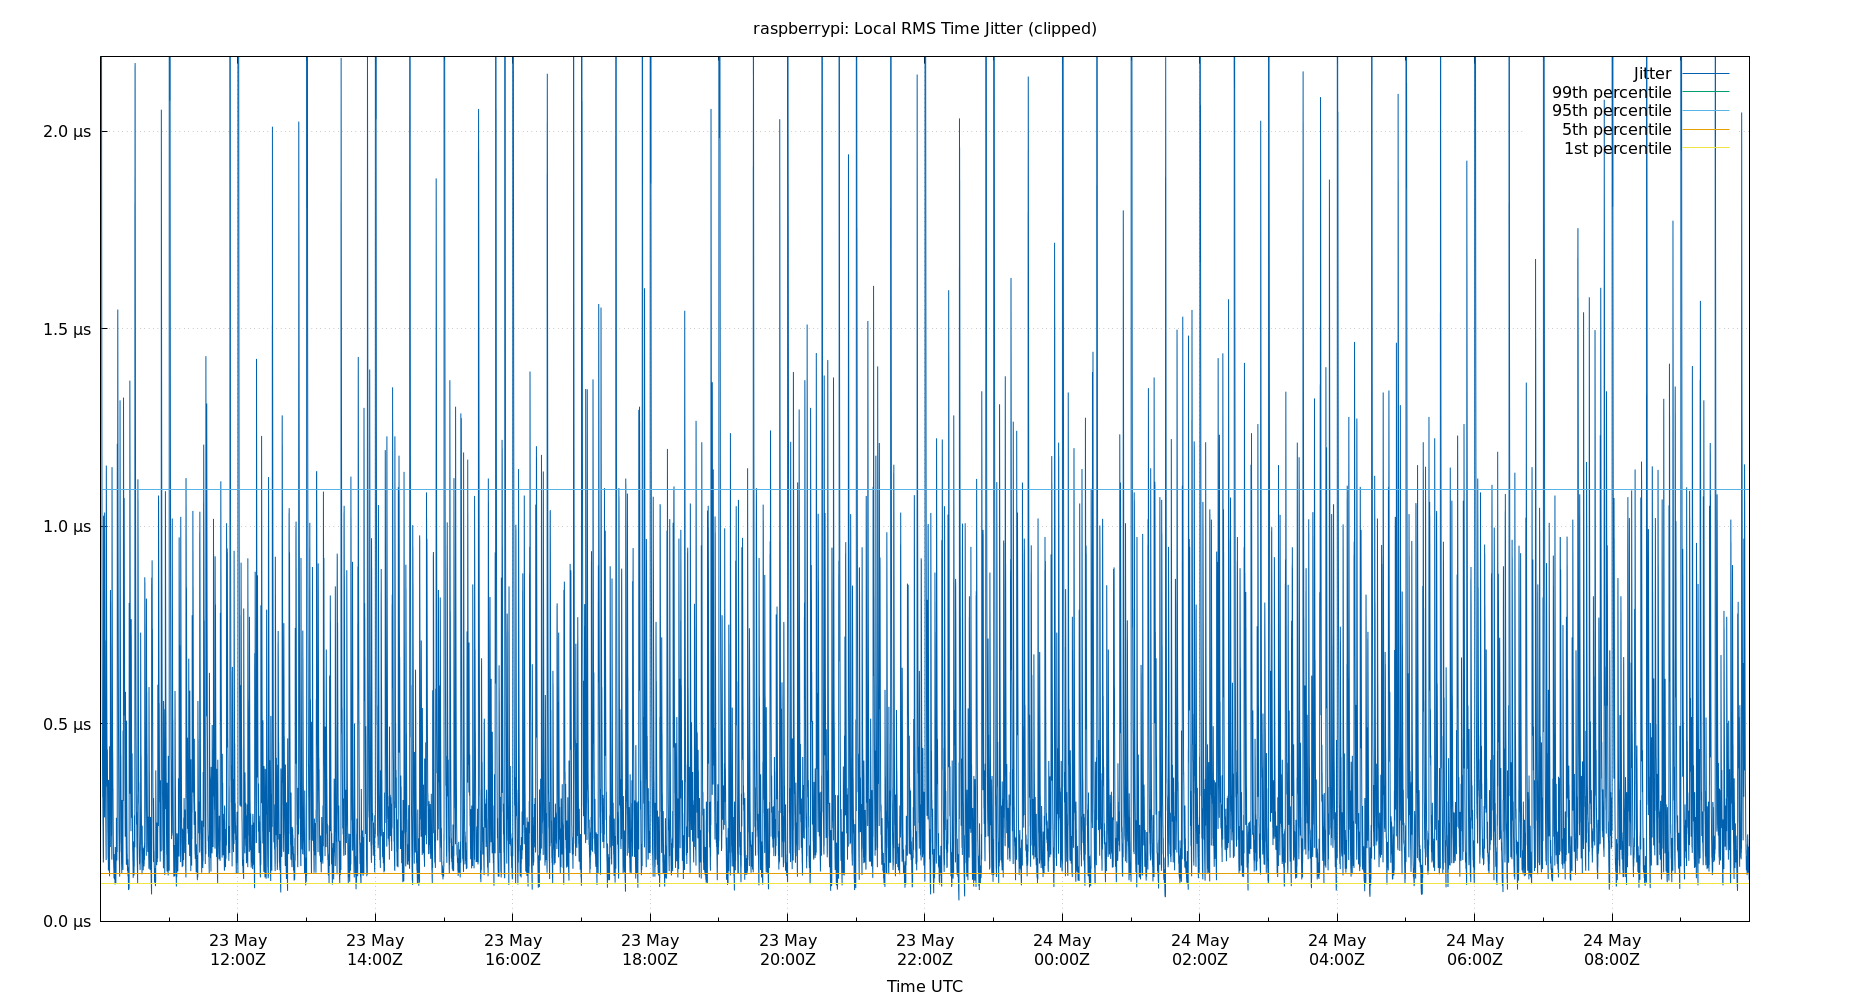 raspberrypi: Local RMS Time Jitter (clipped)
Jitter
99th percentile
95th percentile
5th percentile
1st percentile
2.0 µs
1.5 µs
1.0 µs
0.5 µs
0.0 µs
23 May 23 May 23 May 23 May 23 May 23 May 24 May 24 May 24 May 24 May 24 May
12:00Z 14:00Z 16:00Z 18:00Z 20:00Z 22:00Z 00:00Z 02:00Z 04:00Z 06:00Z 08:00Z
Time UTC